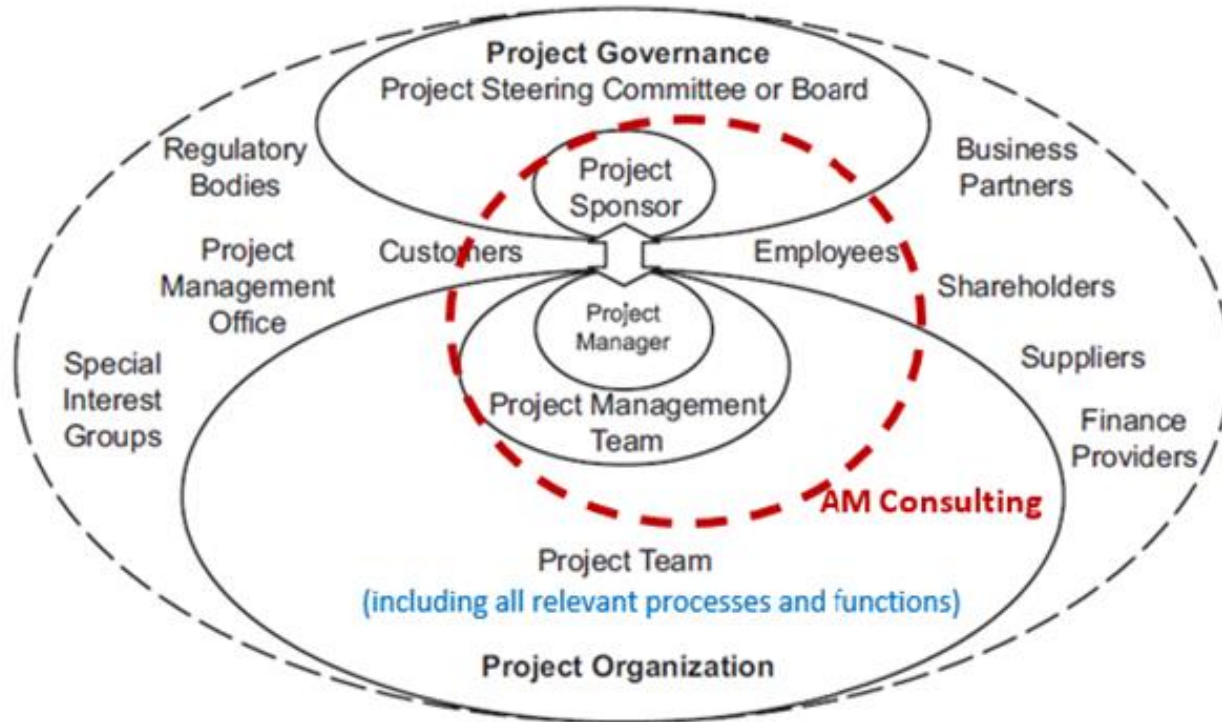 Project Governance
Project Steering Committee or Board
Regulatory
Bodies
Project
Sponsor
Business
Partners
Project
Management
Office
Customers
Employees
Shareholders
Project
Manager
Special
Interest
Groups
Suppliers
Project Management
Team
Finance
Providers
AM Consulting
Project Team
(including all relevant processes and functions)
Project Organization